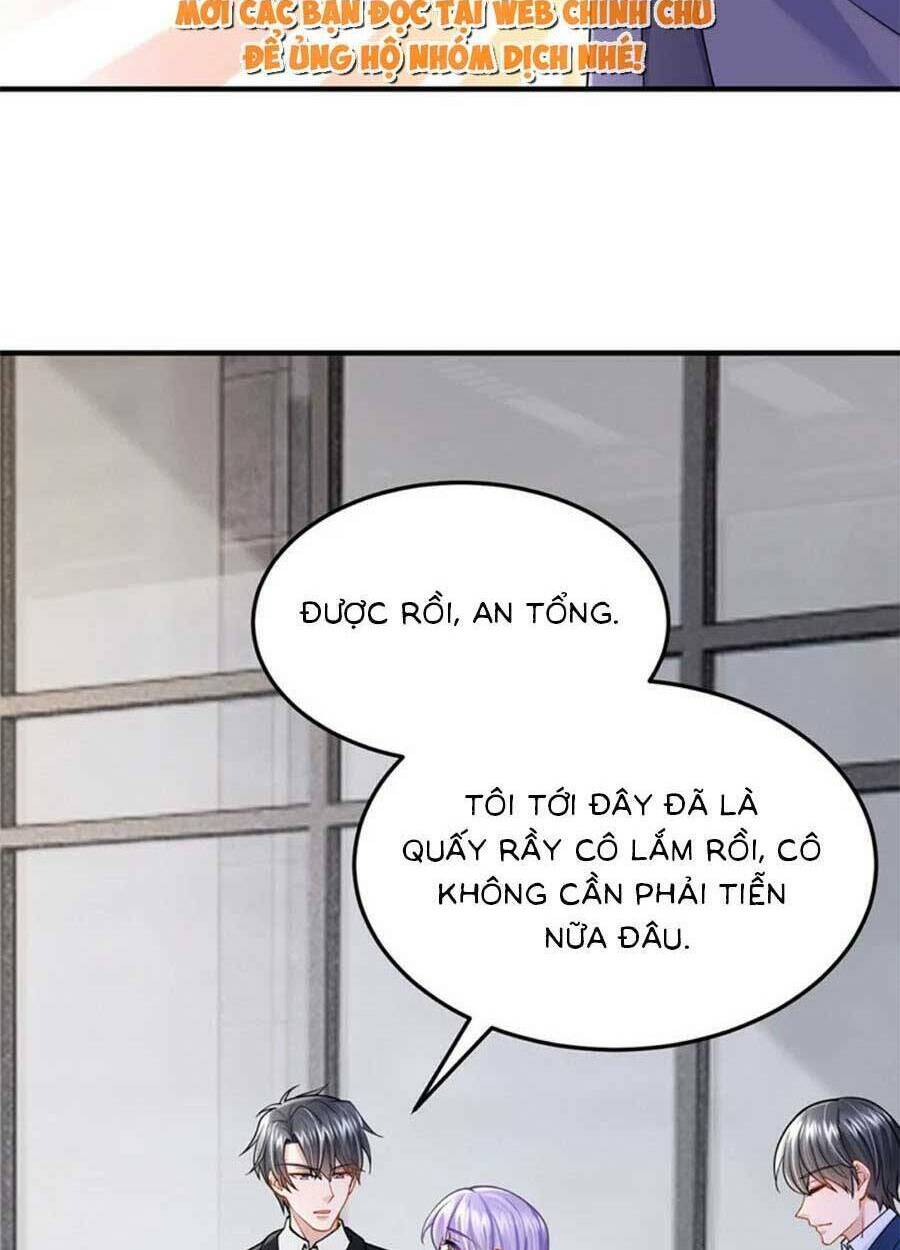 MỜI CÁC BẠN ĐỌC TẠI WEB CHÍNH CHỦ
ĐỂ ỦNG HỘ NHÓM DỊCH NHÉ!
ĐƯỢC RỒI, AN TỔNG.
TÔI TỚI ĐÂY ĐÃ LÀ
QUẤY RẦY CÔ LẮM RỒI, CÔ
KHÔNG CẦN PHẢI TIỄN
NỮA ĐÂU.